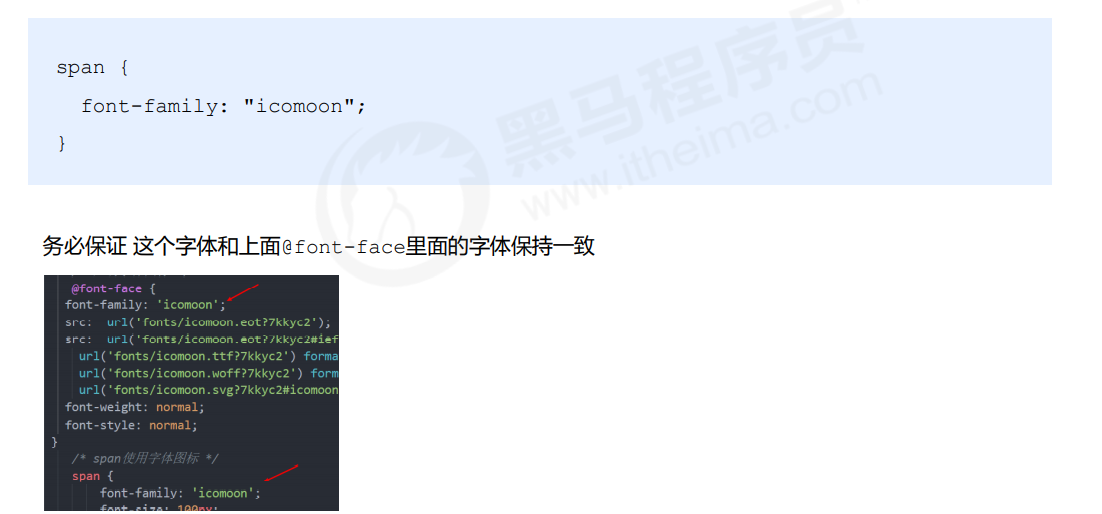 span {
font-family: "icomoon";
}
黑马程序员
www.itheima.com
务必保证 这个字体和上面@font-face里面的字体保持一致
@font-face {
font-family: 'icomoon';
src: url('fonts/icomoon.eot?7kkyc2');
src: url('fonts/icomoon.eot?7kkyc2#ief
url('fonts/icomoon.ttf?7kkyc2') forma
url('fonts/icomoon.woff?7kkyc2') form
url('fonts/icomoon.svg?7kkyc2#icomoon
font-weight: normal;
font-style: normal;
}
/* span使用字体图标 */
span {
font-family: 'icomoon';
font-size: 100px;